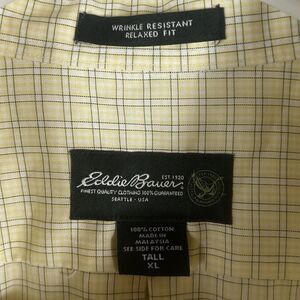 WRINKLE RESISTANT
RELAXED FIT
EST. 1920
Eddie Bauer
FINEST QUALITY CLOTHING 100% GUARANTEED
SEATTLE - USA
100% COTTON
MADE IN
MALAYSIA
SEE SIDE FOR CARE
TALL
XL